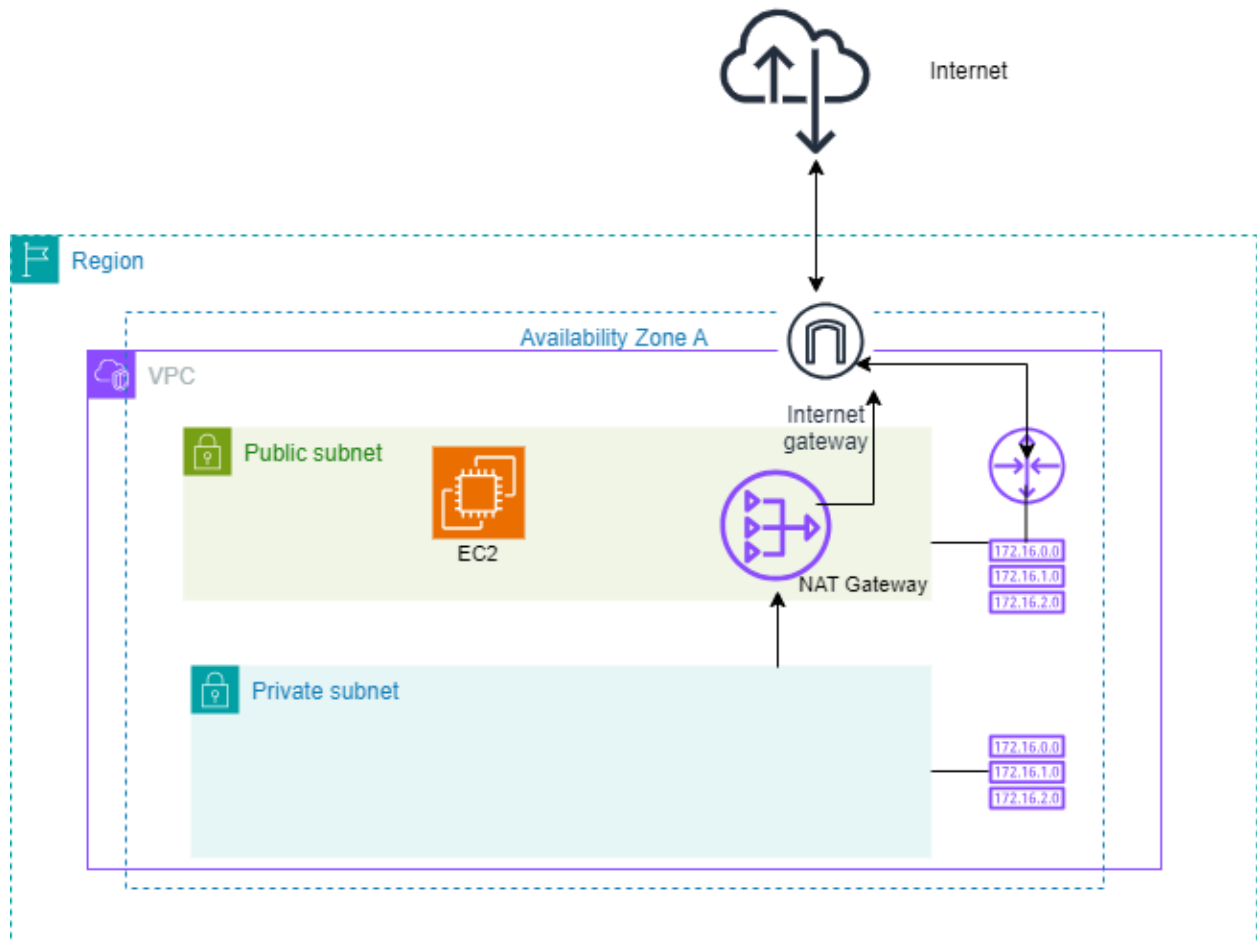 Internet
Region
Availability Zone A
VPC
Internet
gateway
Public subnet
EC2
NAT Gateway
172.16.0.0
172.16.1.0
172.16.2.0
Private subnet
172.16.0.0
172.16.1.0
172.16.2.0